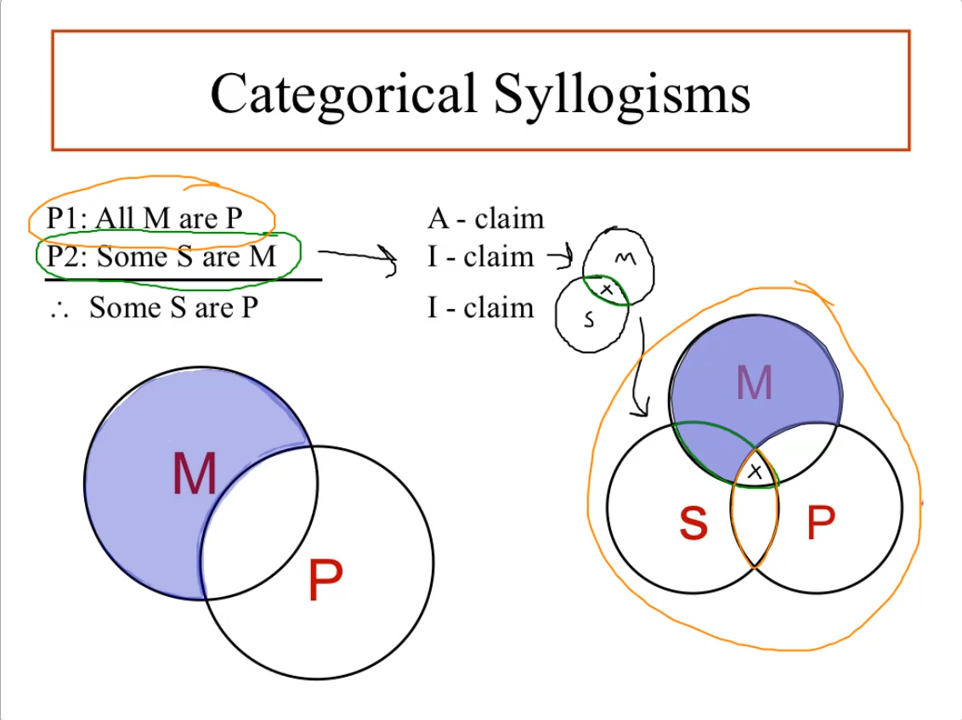 Categorical Syllogisms
P1: All M are P
A - claim
P2: Some S are M
I - claim
∴ Some S are P
I - claim
M
x
S
M
P
M
x
S
P